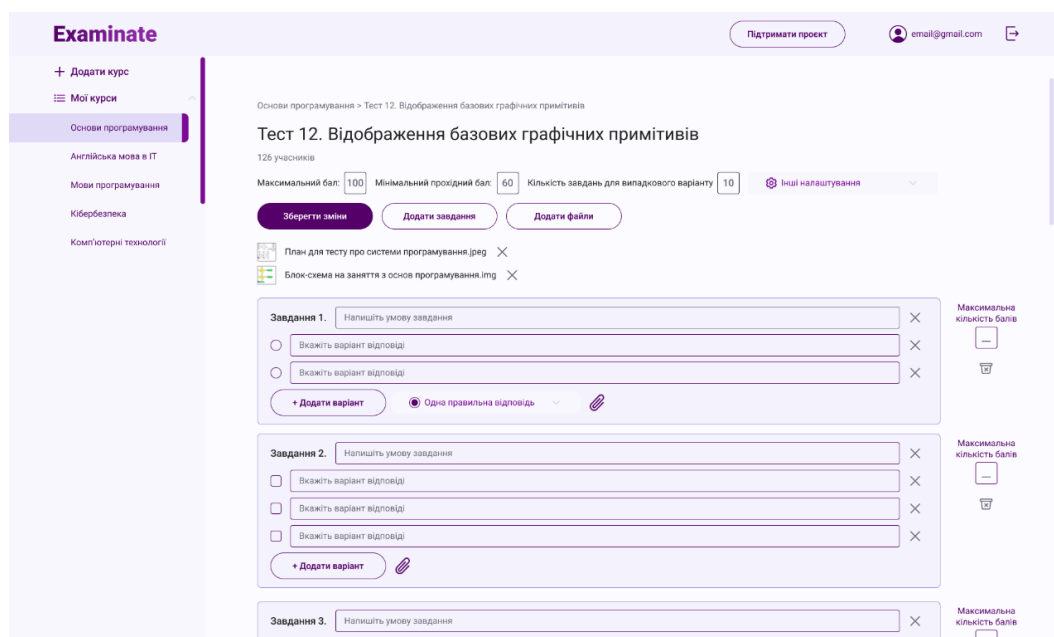 Examinate
Підтримати проєкт
email@gmail.com
Додати курс
Мої курси
Основи програмування
Англійська мова в ІТ
Мови програмування
Кібербезпека
Комп'ютерні технології
Основи програмування > Тест 12. Відображення базових графічних примітивів
Тест 12. Відображення базових графічних примітивів
126 учасників
Максимальний бал: 100 Мінімальний прохідний бал: 60 Кількість завдань для випадкового варіанту 10 Інші налаштування
Зберегти зміни Додати завдання Додати файли
План для тесту про системи програмування.jpeg
Блок-схема на заняття з основ програмування.img
Завдання 1. Напишіть умову завдання
Вкажіть варіант відповіді
Вкажіть варіант відповіді
+ Додати варіант Одна правильна відповідь
Максимальна
кількість балів
Завдання 2. Напишіть умову завдання
Вкажіть варіант відповіді
Вкажіть варіант відповіді
Вкажіть варіант відповіді
+ Додати варіант
Максимальна
кількість балів
Завдання 3. Напишіть умову завдання
Максимальна
кількість балів